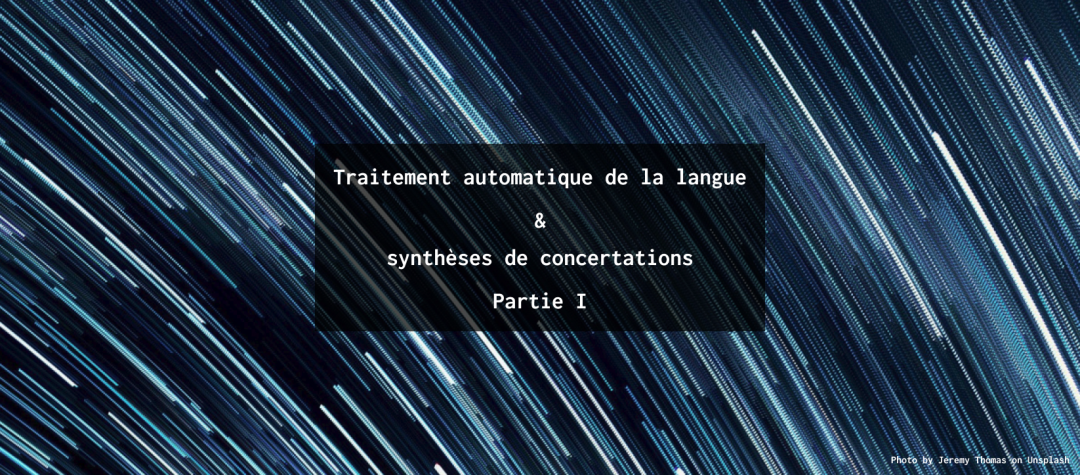 Traitement automatique de la langue
&
synthèses de concertations
Partie I
Photo by Jeremy Thomas on Unsplash